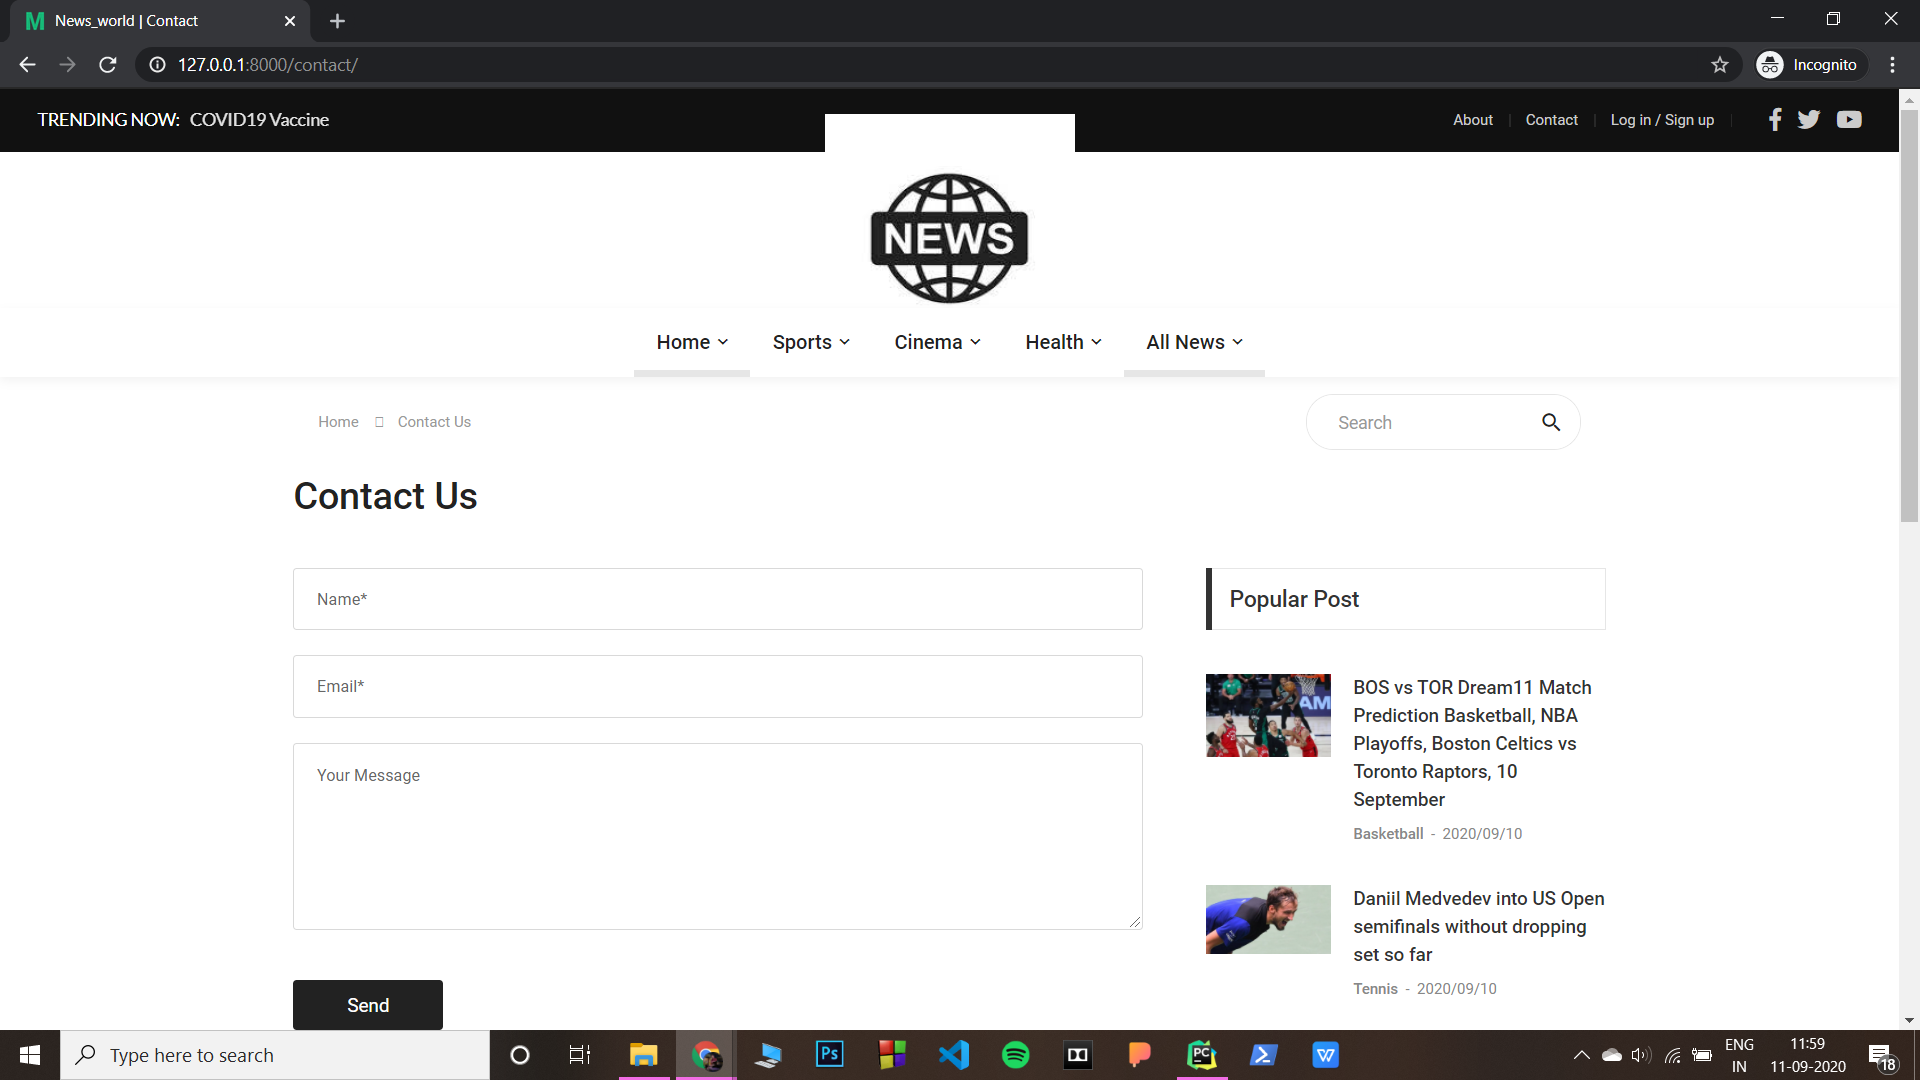 News_world | Contact
127.0.0.1:8000/contact/
Incognito
TRENDING NOW: COVID19 Vaccine
About
Contact
Log in / Sign up
NEWS
Home
Sports
Cinema
Health
All News
Home
Contact Us
Search
Contact Us
Name*
Email*
Your Message
Send
Popular Post
AM
BOS vs TOR Dream11 Match
Prediction Basketball, NBA
Playoffs, Boston Celtics vs
Toronto Raptors, 10
September
Basketball - 2020/09/10
Daniil Medvedev into US Open
semifinals without dropping
set so far
Tennis - 2020/09/10
Type here to search
Ps
PC
W
ENG
IN
11:59
11-09-2020
18